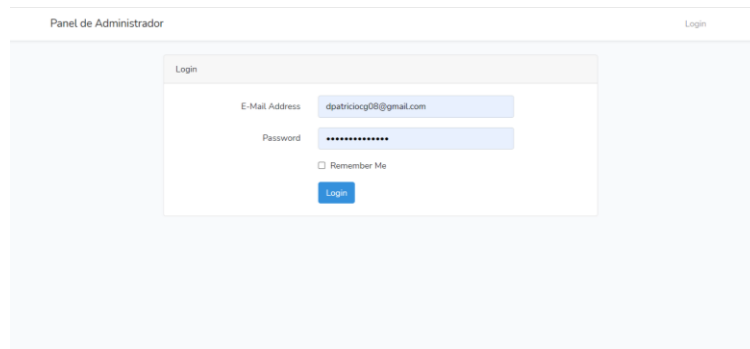 Panel de Administrador Login
Login
E-Mail Address dpatriciocg08@gmail.com
Password ••••••••••••••
Remember Me
Login